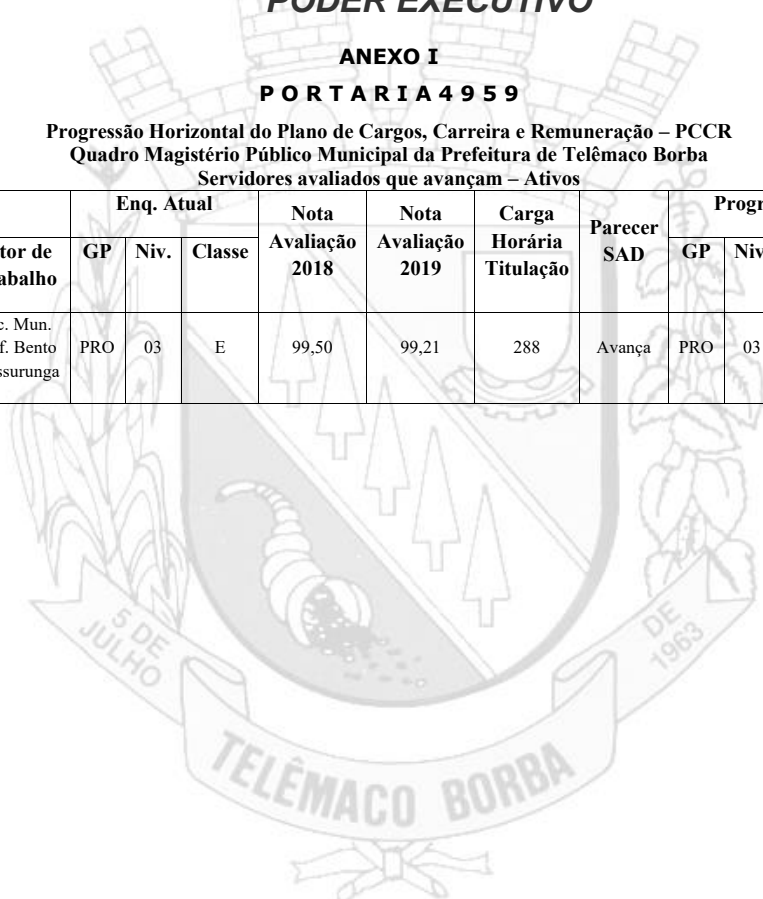 PODER EXECUTIVO
ANEXO I
P O R T A R I A 4 9 5 9
Progressão Horizontal do Plano de Cargos, Carreira e Remuneração – PCCR
Quadro Magistério Público Municipal da Prefeitura de Telêmaco Borba
Servidores avaliados que avançam – Ativos
Enq. Atual
Nota Avaliação 2018
Nota Avaliação 2019
Carga Horária Titulação
Parecer SAD
Progr
tor de
abalho
GP Niv. Classe
GP Niv
c. Mun.
f. Bento
ssurunga
PRO 03 E 99,50 99,21 288 Avança PRO 03
5 DE
JULHO
DE
1963
TELÊMACO BORBA